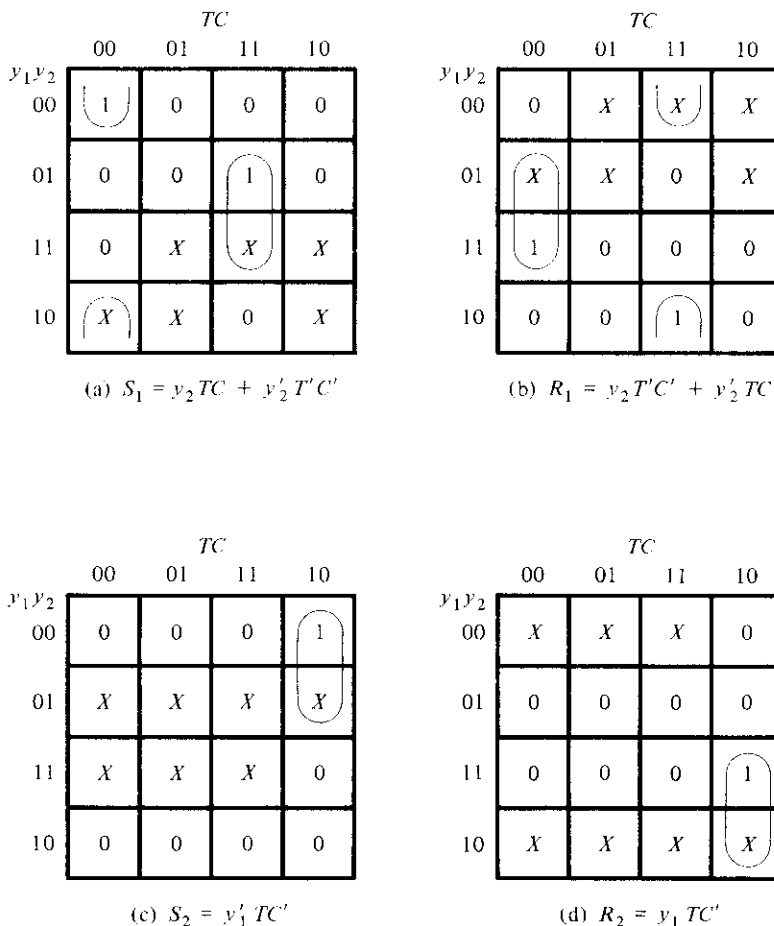 TC
00 01 11 10
y₁y₂
00 1 0 0 0
01 0 0 1 0
11 0 X X X
10 X X 0 X
(a) S₁ = y₂TC + y′₂T′C′
TC
00 01 11 10
y₁y₂
00 0 X X X
01 X X 0 X
11 1 0 0 0
10 0 0 1 0
(b) R₁ = y₂T′C′ + y′₂TC
TC
00 01 11 10
y₁y₂
00 0 0 0 1
01 X X X X
11 X X X 0
10 0 0 0 0
(c) S₂ = y′₁TC′
TC
00 01 11 10
y₁y₂
00 X X X 0
01 0 0 0 0
11 0 0 0 1
10 X X X X
(d) R₂ = y₁TC′